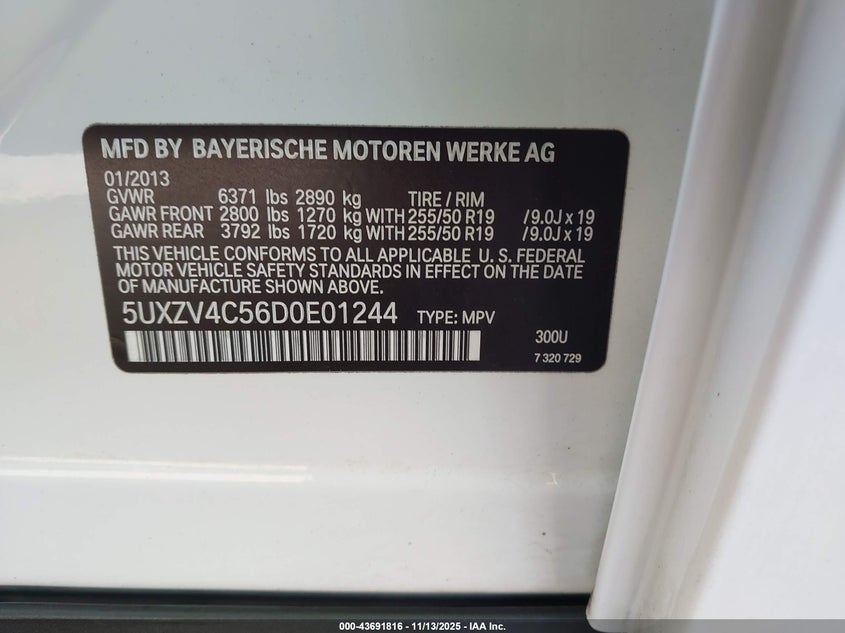 MFD BY BAYERISCHE MOTOREN WERKE AG
01/2013
GVWR 6371 lbs 2890 kg TIRE / RIM
GAWR FRONT 2800 lbs 1270 kg WITH 255/50 R19 /9.0J x 19
GAWR REAR 3792 lbs 1720 kg WITH 255/50 R19 /9.0J x 19
THIS VEHICLE CONFORMS TO ALL APPLICABLE U. S. FEDERAL
MOTOR VEHICLE SAFETY STANDARDS IN EFFECT ON THE DATE
OF MANUFACTURE SHOWN ABOVE.
5UXZV4C56D0E01244 TYPE: MPV
300U
7 320 729
000-43691816 - 11/13/2025 - IAA Inc.